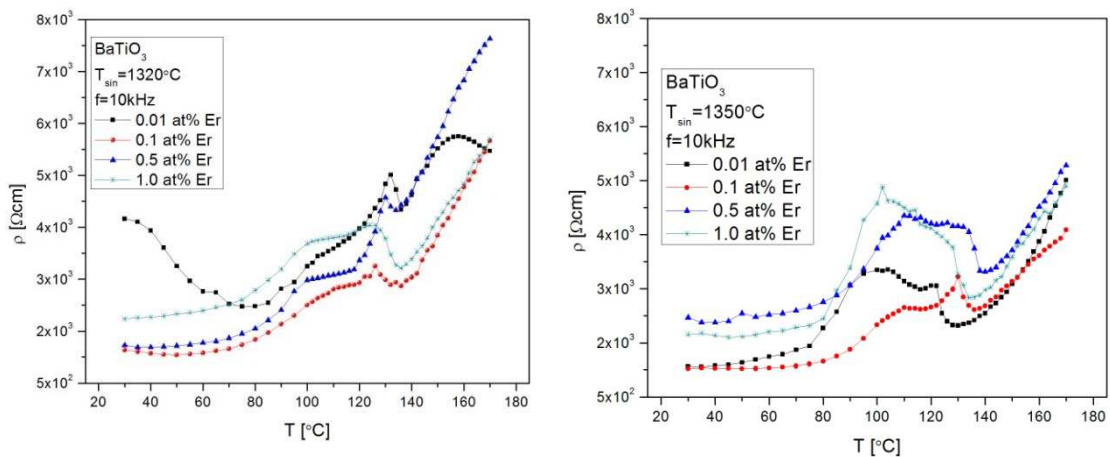 8x10³
7x10³
6x10³
5x10³
4x10³
3x10³
2x10³
5x10²
ρ [Ωcm]
BaTiO₃
Tsin=1320°C
f=10kHz
0.01 at% Er
0.1 at% Er
0.5 at% Er
1.0 at% Er
20 40 60 80 100 120 140 160 180
T [°C]
8x10³
7x10³
6x10³
5x10³
4x10³
3x10³
2x10³
5x10²
ρ [Ωcm]
BaTiO₃
Tsin=1350°C
f=10kHz
0.01 at% Er
0.1 at% Er
0.5 at% Er
1.0 at% Er
20 40 60 80 100 120 140 160 180
T [°C]